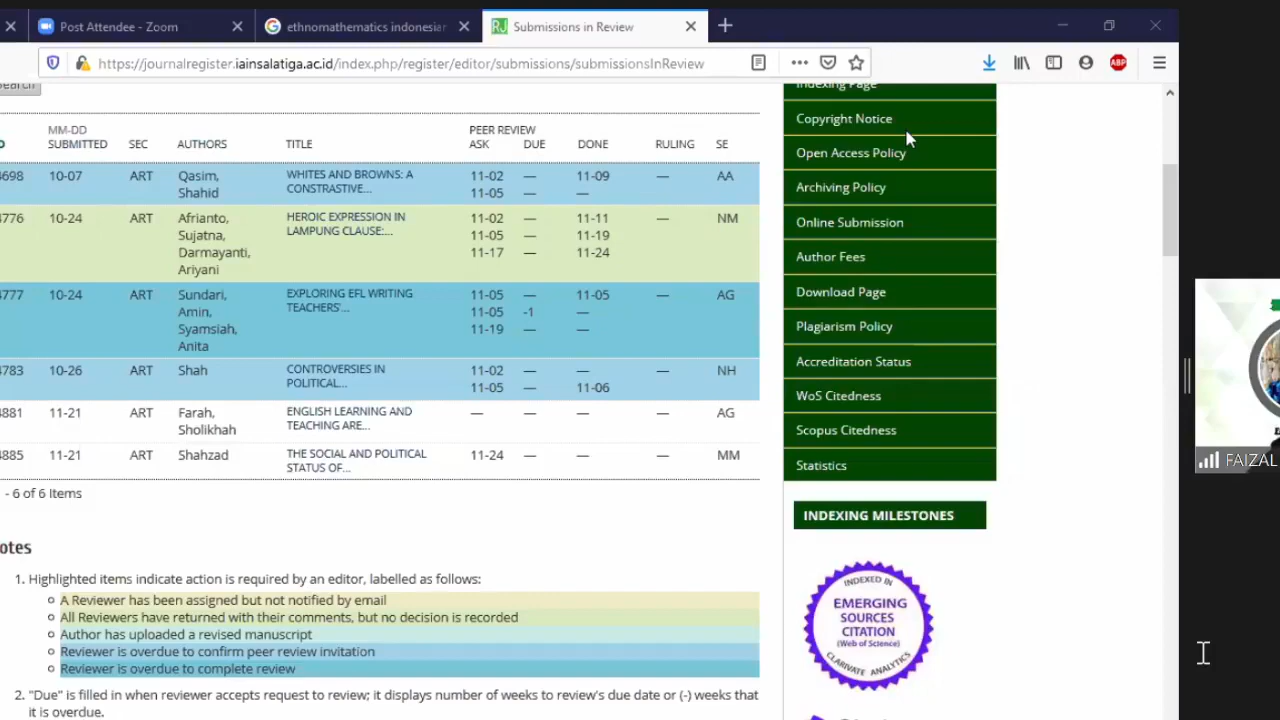 Post Attendee - Zoom
ethnomathematics indonesian
Submissions in Review
https://journalregister.iainsalatiga.ac.id/index.php/register/editor/submissions/submissionsInReview
ABP
MM-DD
SUBMITTED SEC AUTHORS TITLE PEER REVIEW
ASK DUE DONE RULING SE
4698 10-07 ART Qasim, Shahid WHITES AND BROWNS: A CONSTRASTIVE... 11-02 — 11-09 — AA
11-05 — —
4776 10-24 ART Afrianto, Sujatna, Darmayanti, Ariyani HEROIC EXPRESSION IN LAMPUNG CLAUSE:... 11-02 — 11-11 — NM
11-05 — 11-19
11-17 — 11-24
4777 10-24 ART Sundari, Amin, Syamsiah, Anita EXPLORING EFL WRITING TEACHERS'... 11-05 — 11-05 — AG
11-05 -1 —
11-19 — —
4783 10-26 ART Shah CONTROVERSIES IN POLITICAL... 11-02 — — — NH
11-05 — 11-06
4881 11-21 ART Farah, Sholikhah ENGLISH LEARNING AND TEACHING ARE... — — — — AG
4885 11-21 ART Shahzad THE SOCIAL AND POLITICAL STATUS OF... 11-24 — — — MM
- 6 of 6 Items
otes
1. Highlighted items indicate action is required by an editor, labelled as follows:
A Reviewer has been assigned but not notified by email
All Reviewers have returned with their comments, but no decision is recorded
Author has uploaded a revised manuscript
Reviewer is overdue to confirm peer review invitation
Reviewer is overdue to complete review
2. "Due" is filled in when reviewer accepts request to review; it displays number of weeks to review's due date or (-) weeks that
it is overdue.
Indexing Page
Copyright Notice
Open Access Policy
Archiving Policy
Online Submission
Author Fees
Download Page
Plagiarism Policy
Accreditation Status
WoS Citedness
Scopus Citedness
Statistics
INDEXING MILESTONES
INDEXED IN
EMERGING
SOURCES
CITATION
(Web of Science)
CLARIVATE ANALYTICS
FAIZAL